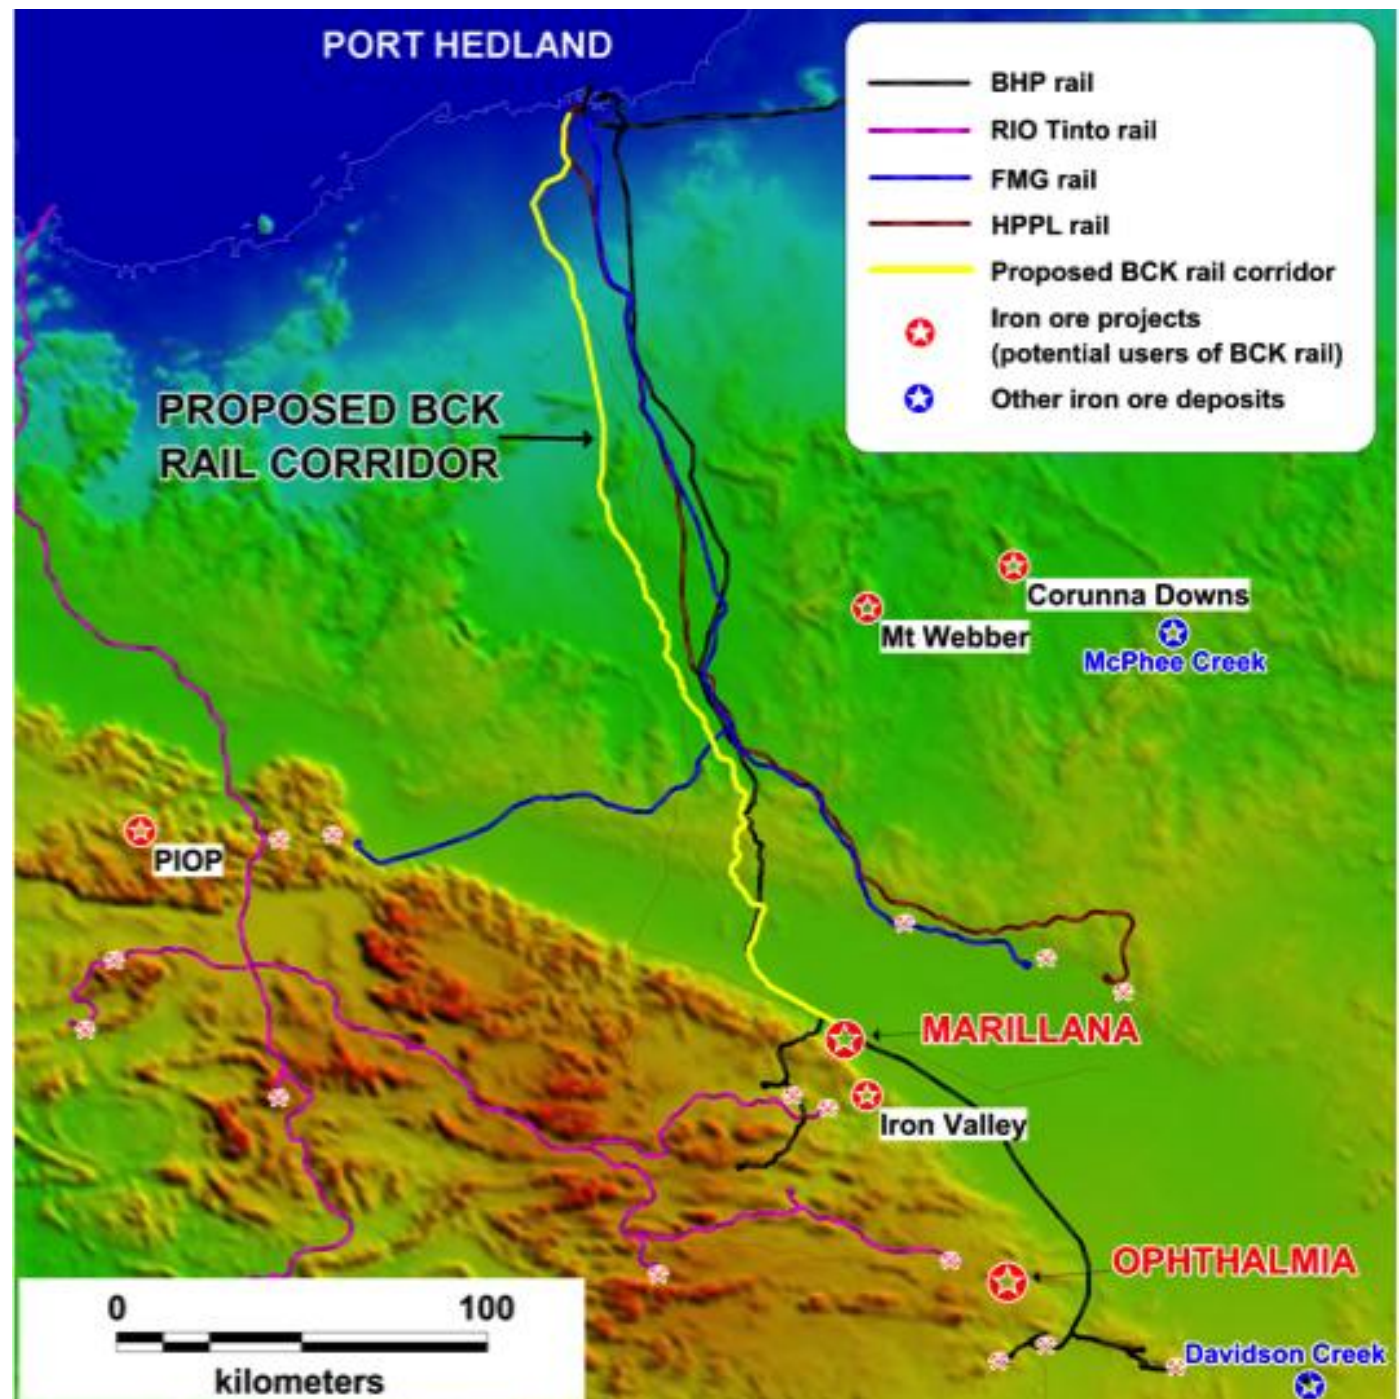 PORT HEDLAND
BHP rail
RIO Tinto rail
FMG rail
HPPL rail
Proposed BCK rail corridor
Iron ore projects
(potential users of BCK rail)
Other iron ore deposits
PROPOSED BCK
RAIL CORRIDOR
Corunna Downs
Mt Webber
McPhee Creek
PIOP
MARILLANA
Iron Valley
OPHTHALMIA
Davidson Creek
0 100
kilometers